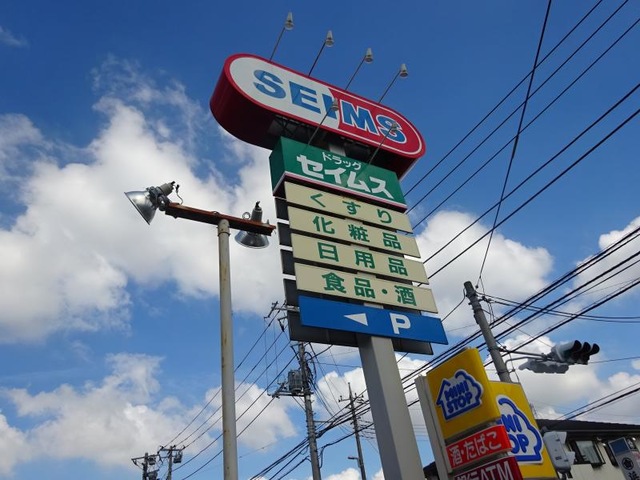 SEIMS
ドラッグ
セイムス
くすり
化粧品
日用品
食品・酒
P
MINI
STOP
MINI
STOP
酒・たばこ
ATM